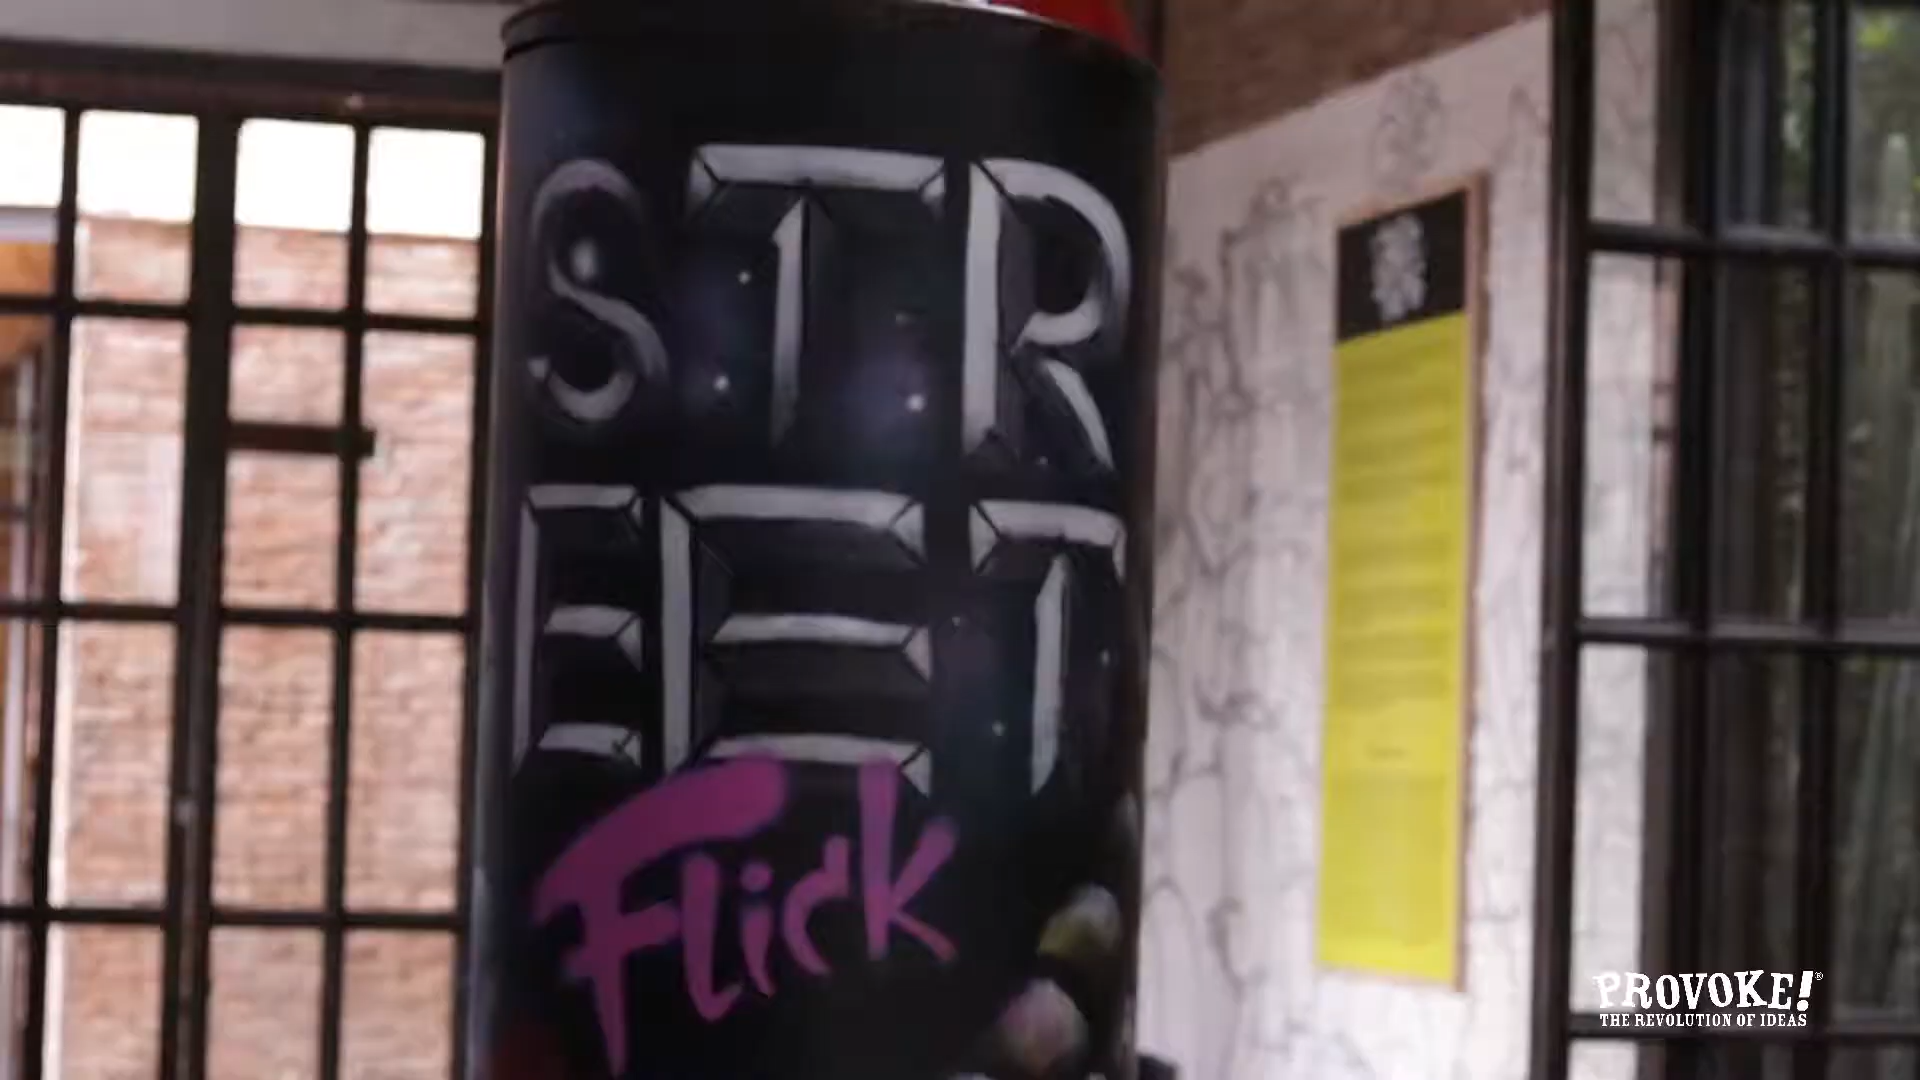 STR
EET
Flick
PROVOKE!®
THE REVOLUTION OF IDEAS